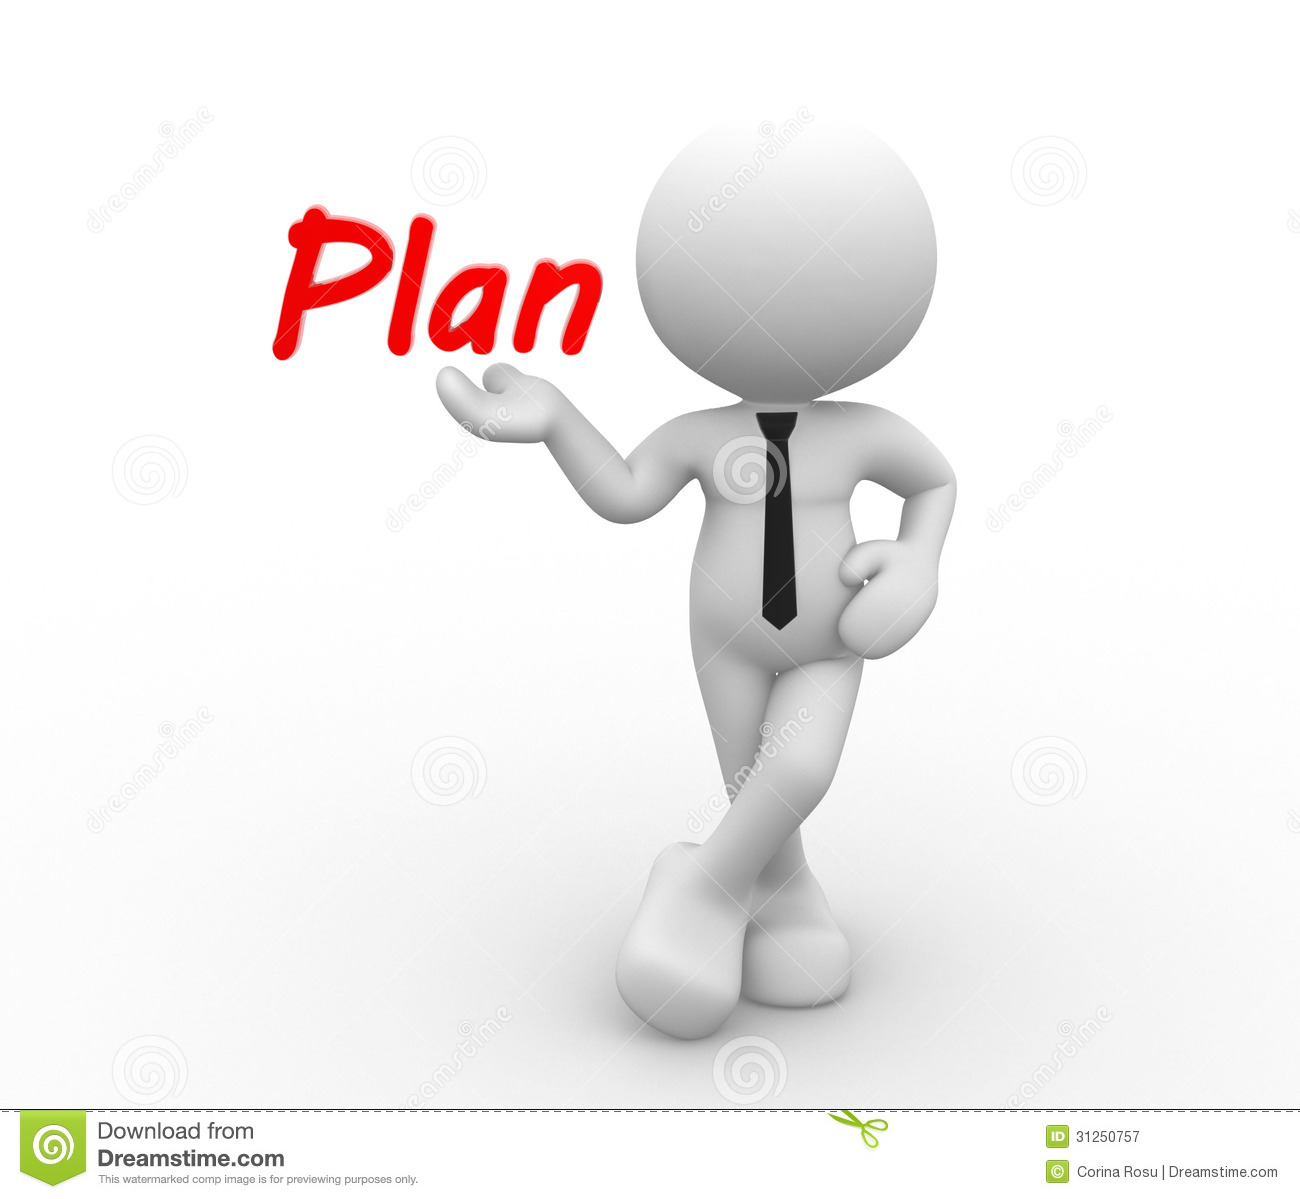 Plan
Download from
Dreamstime.com
This watermarked comp image is for previewing purposes only.
ID 31250757
© Corina Rosu | Dreamstime.com
dreamstime